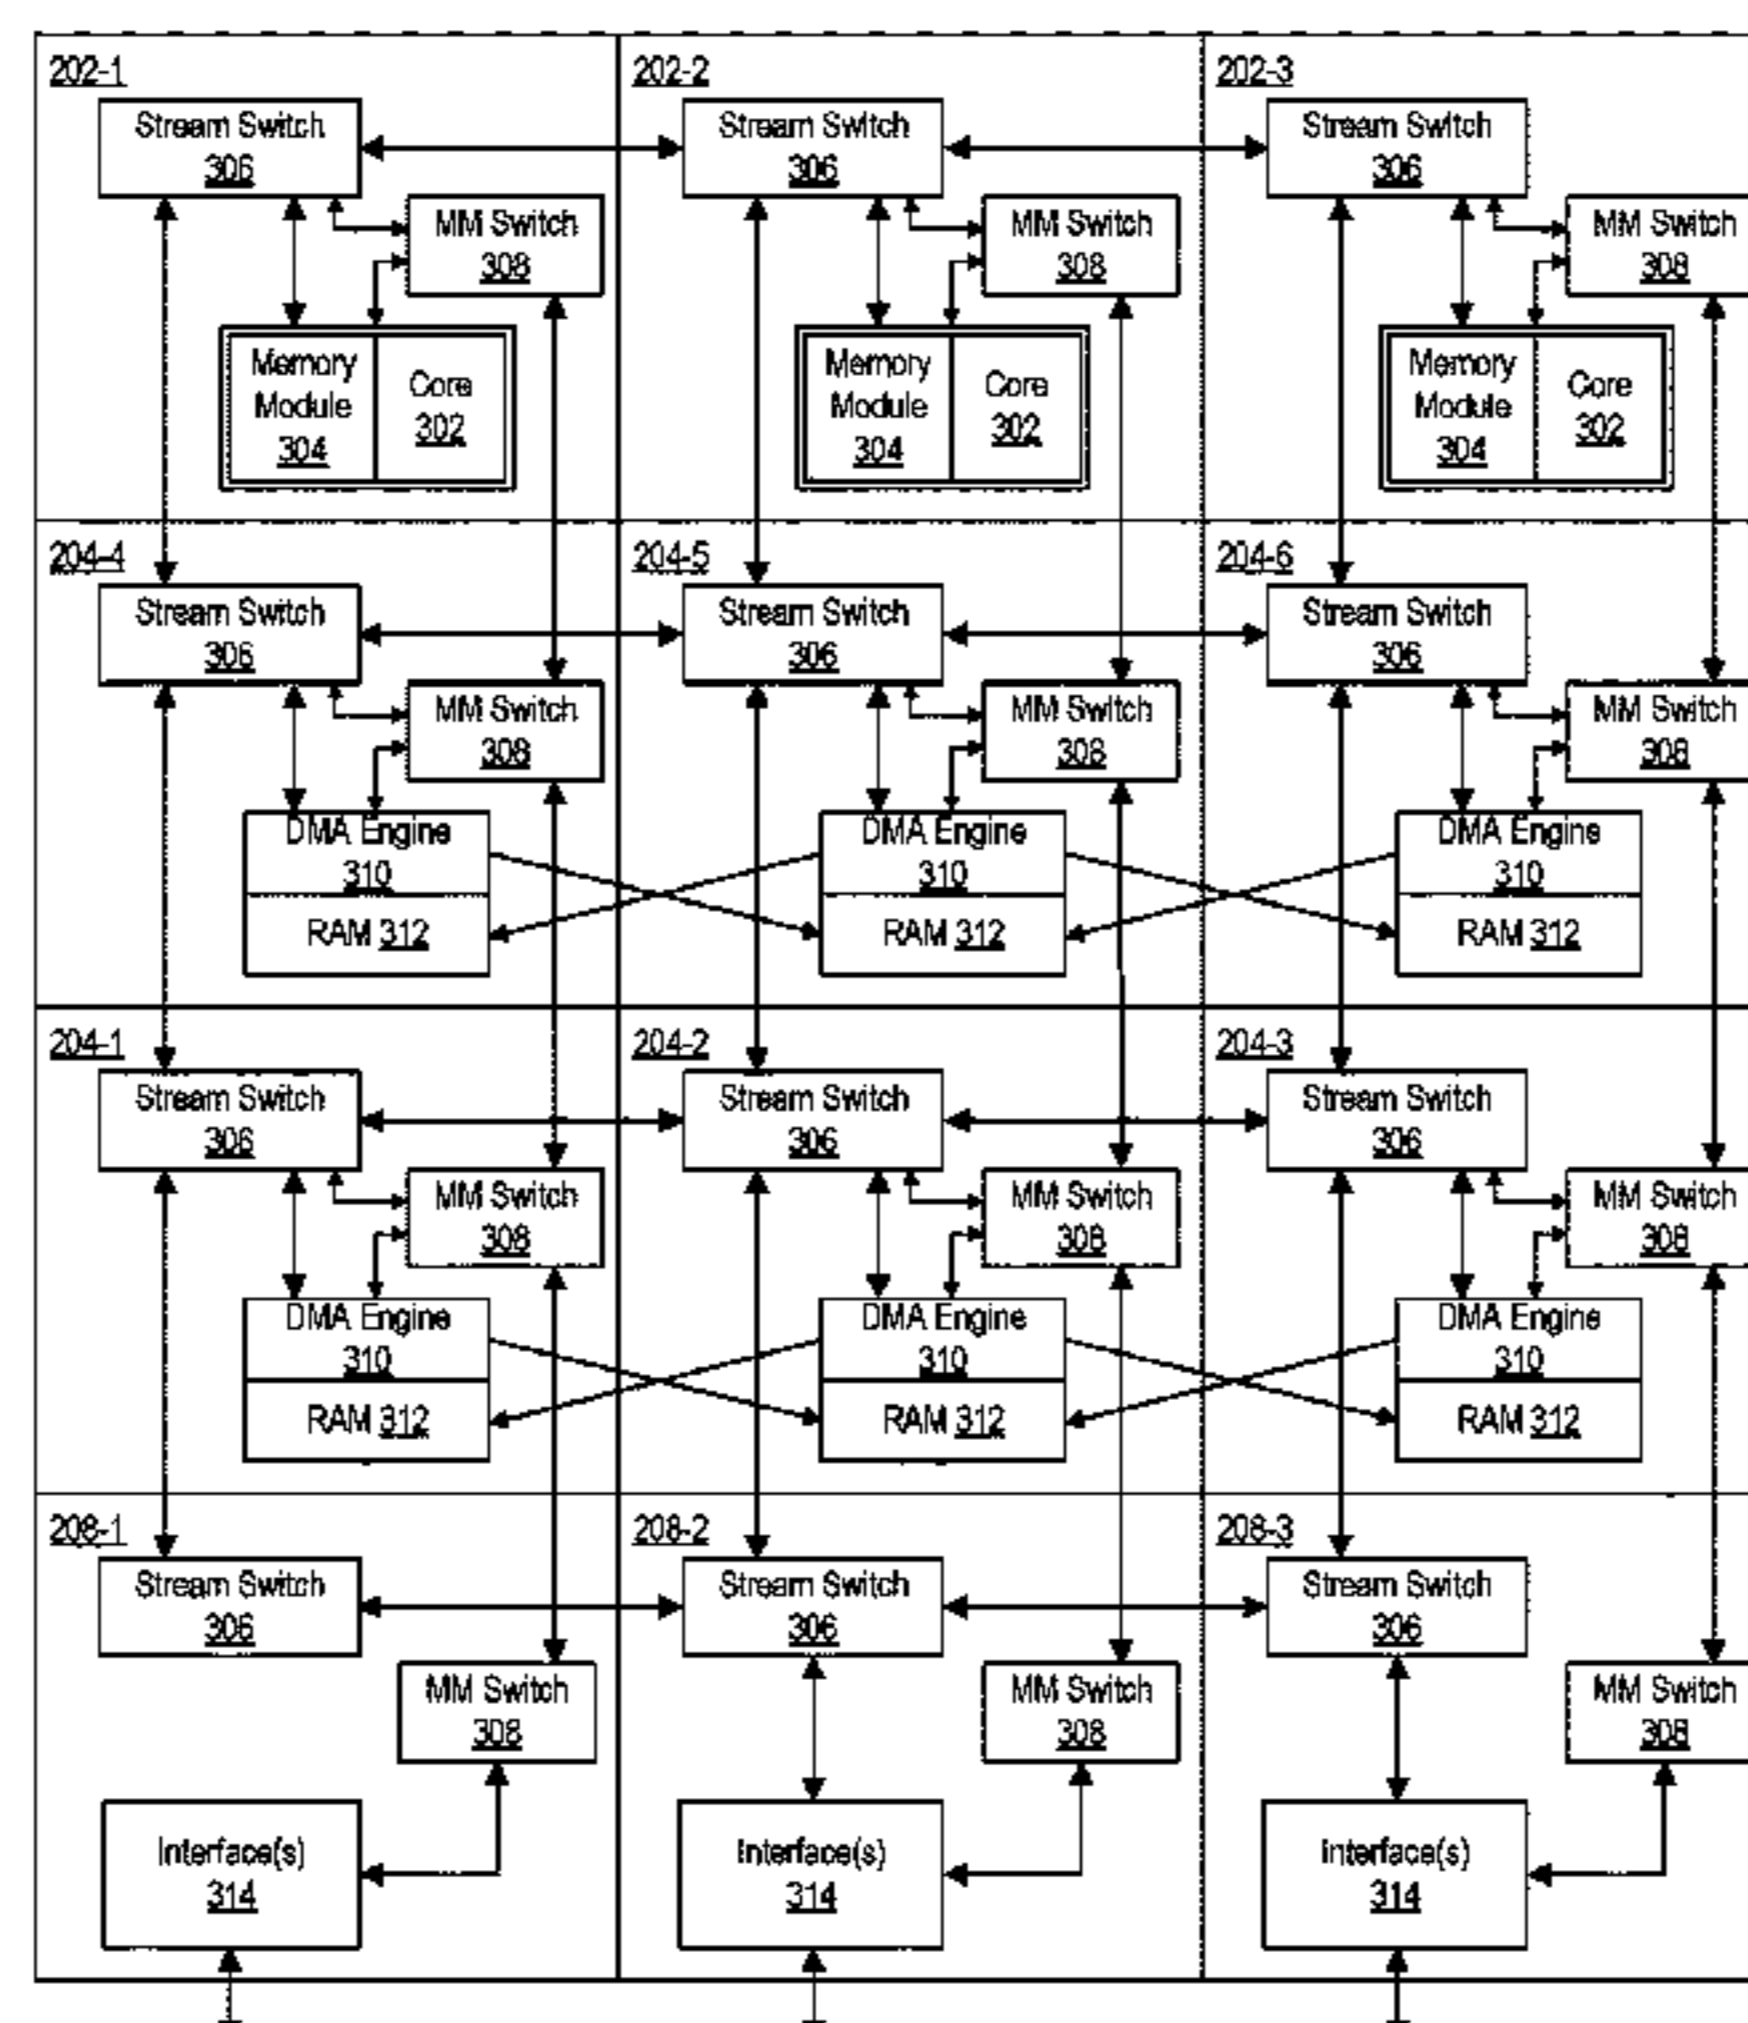 202-1
Stream Switch
306
MM Switch
308
Memory
Module
304
Core
302
202-2
Stream Switch
306
MM Switch
308
Memory
Module
304
Core
302
202-3
Stream Switch
306
MM Switch
308
Memory
Module
304
Core
302
204-4
Stream Switch
306
MM Switch
308
DMA Engine
310
RAM 312
204-5
Stream Switch
306
MM Switch
308
DMA Engine
310
RAM 312
204-6
Stream Switch
306
MM Switch
308
DMA Engine
310
RAM 312
204-1
Stream Switch
306
MM Switch
308
DMA Engine
310
RAM 312
204-2
Stream Switch
306
MM Switch
308
DMA Engine
310
RAM 312
204-3
Stream Switch
306
MM Switch
308
DMA Engine
310
RAM 312
208-1
Stream Switch
306
MM Switch
308
Interface(s)
314
208-2
Stream Switch
306
MM Switch
308
Interface(s)
314
208-3
Stream Switch
306
MM Switch
308
Interface(s)
314